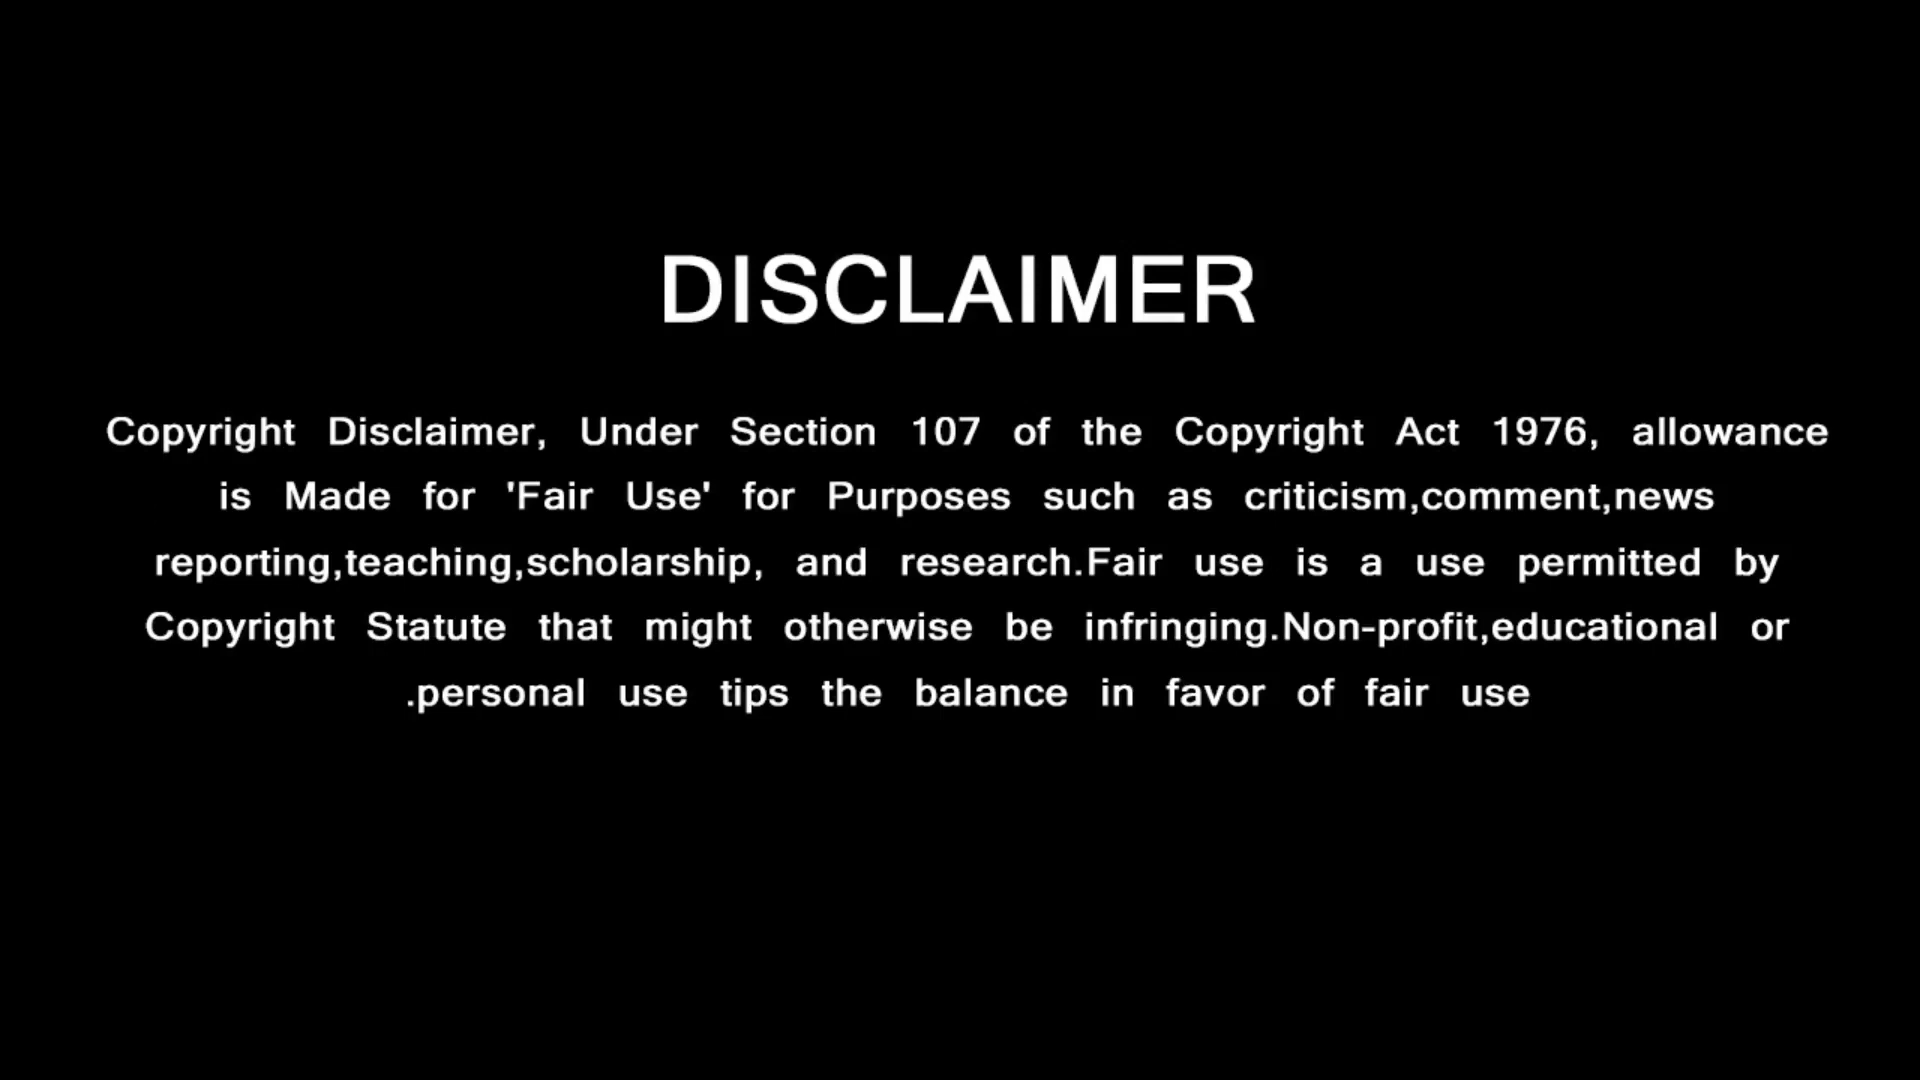 DISCLAIMER
Copyright Disclaimer, Under Section 107 of the Copyright Act 1976, allowance
is Made for 'Fair Use' for Purposes such as criticism,comment,news
reporting,teaching,scholarship, and research.Fair use is a use permitted by
Copyright Statute that might otherwise be infringing.Non-profit,educational or
.personal use tips the balance in favor of fair use